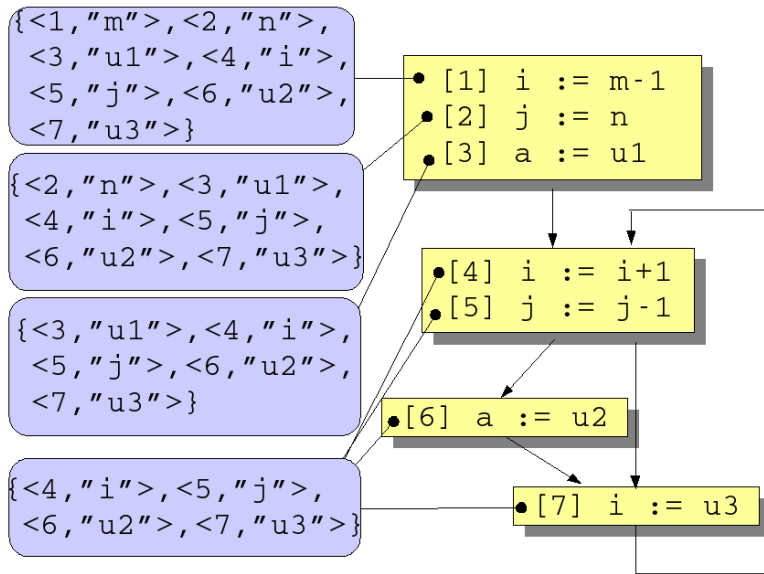 {<1,"m">,<2,"n">,
<3,"u1">,<4,"i">,
<5,"j">,<6,"u2">,
<7,"u3">}
{<2,"n">,<3,"u1">,
<4,"i">,<5,"j">,
<6,"u2">,<7,"u3">}
{<3,"u1">,<4,"i">,
<5,"j">,<6,"u2">,
<7,"u3">}
{<4,"i">,<5,"j">,
<6,"u2">,<7,"u3">}
[1] i := m-1
[2] j := n
[3] a := u1
[4] i := i+1
[5] j := j-1
[6] a := u2
[7] i := u3